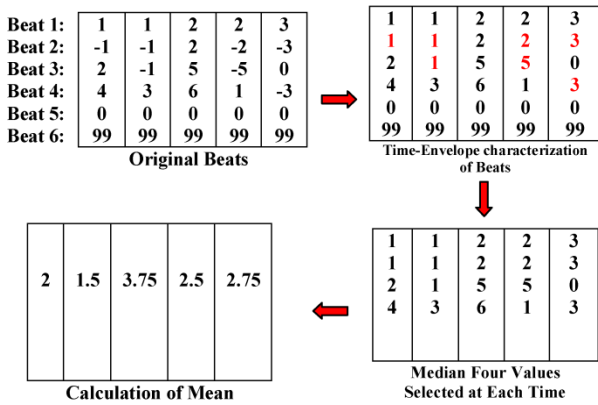 Beat 1: 1 1 2 2 3
Beat 2: -1 -1 2 -2 -3
Beat 3: 2 -1 5 -5 0
Beat 4: 4 3 6 1 -3
Beat 5: 0 0 0 0 0
Beat 6: 99 99 99 99 99
Original Beats
1 1 2 2 3
1 1 2 2 3
2 1 5 5 0
4 3 6 1 3
0 0 0 0 0
99 99 99 99 99
Time-Envelope characterization
of Beats
1 1 2 2 3
1 1 2 2 3
2 1 5 5 0
4 3 6 1 3
Median Four Values
Selected at Each Time
2 1.5 3.75 2.5 2.75
Calculation of Mean